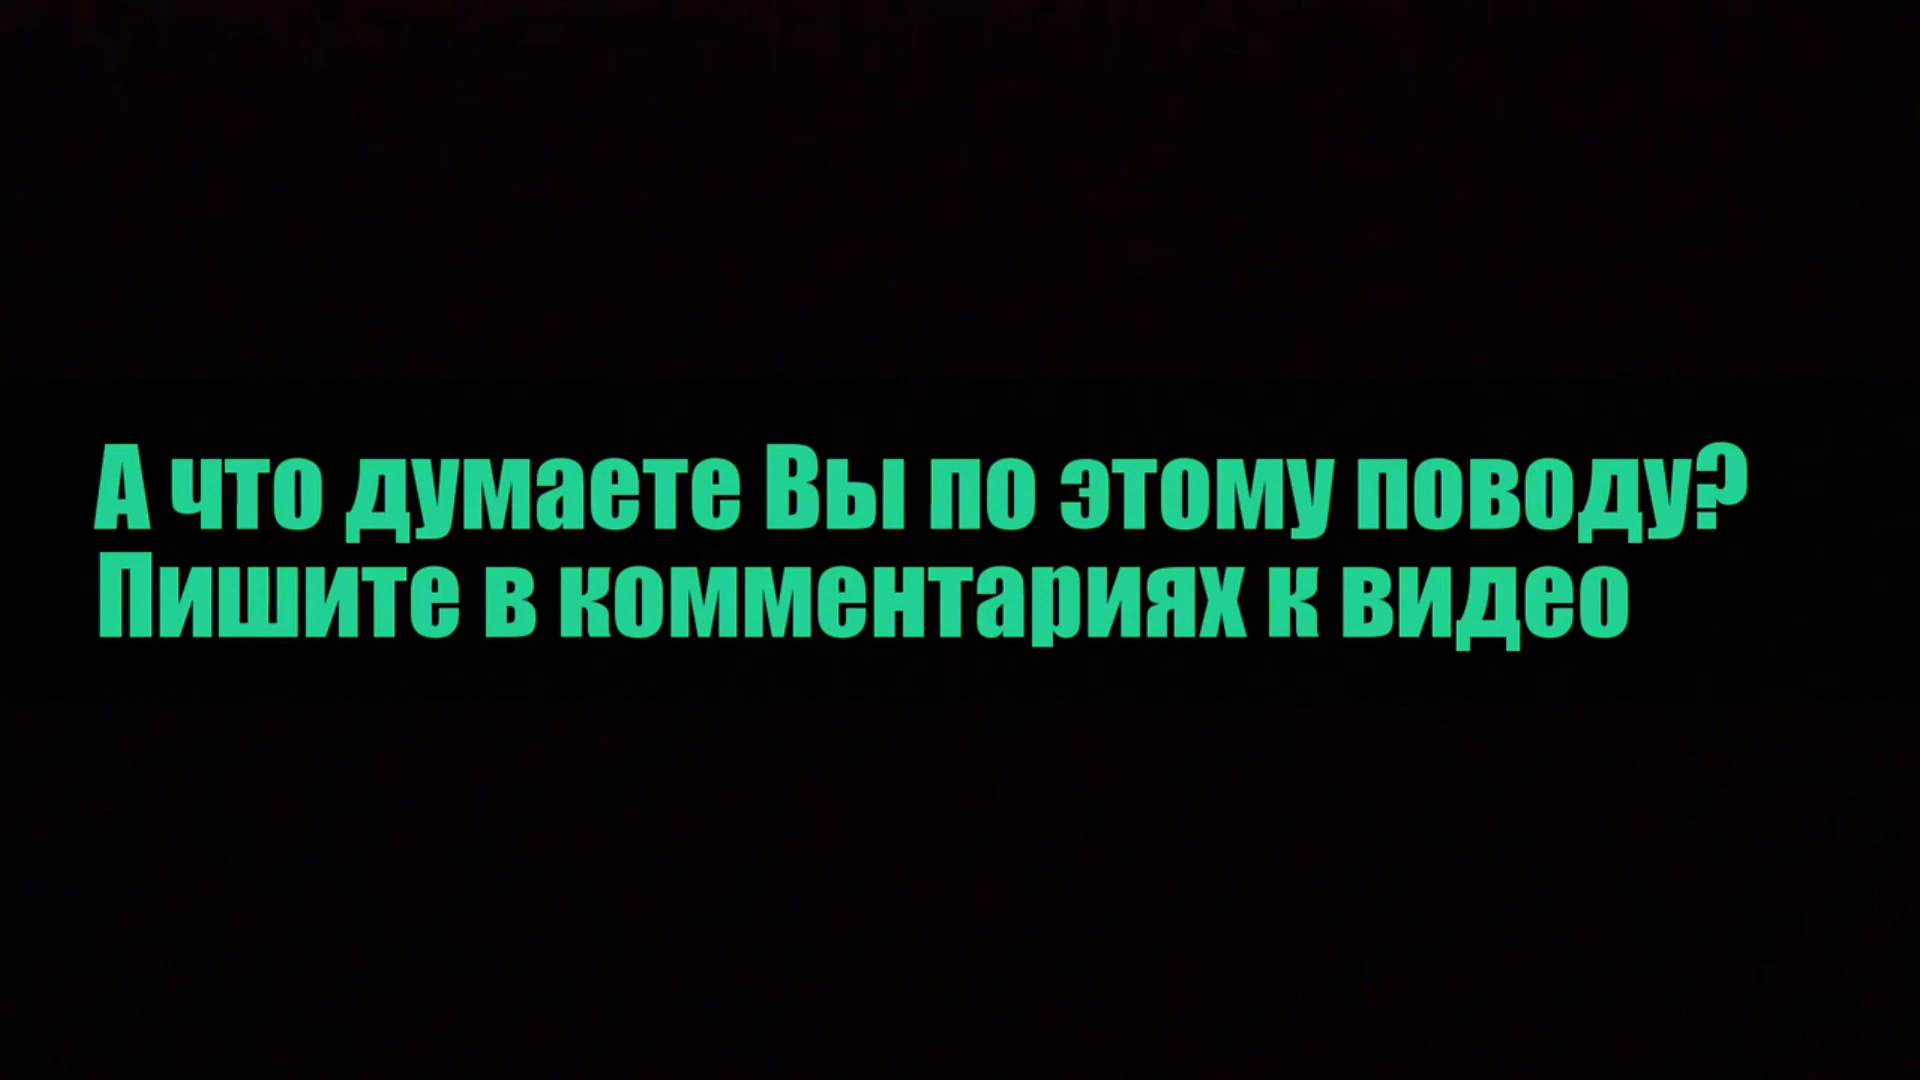 А что думаете Вы по этому поводу?
Пишите в комментариях к видео